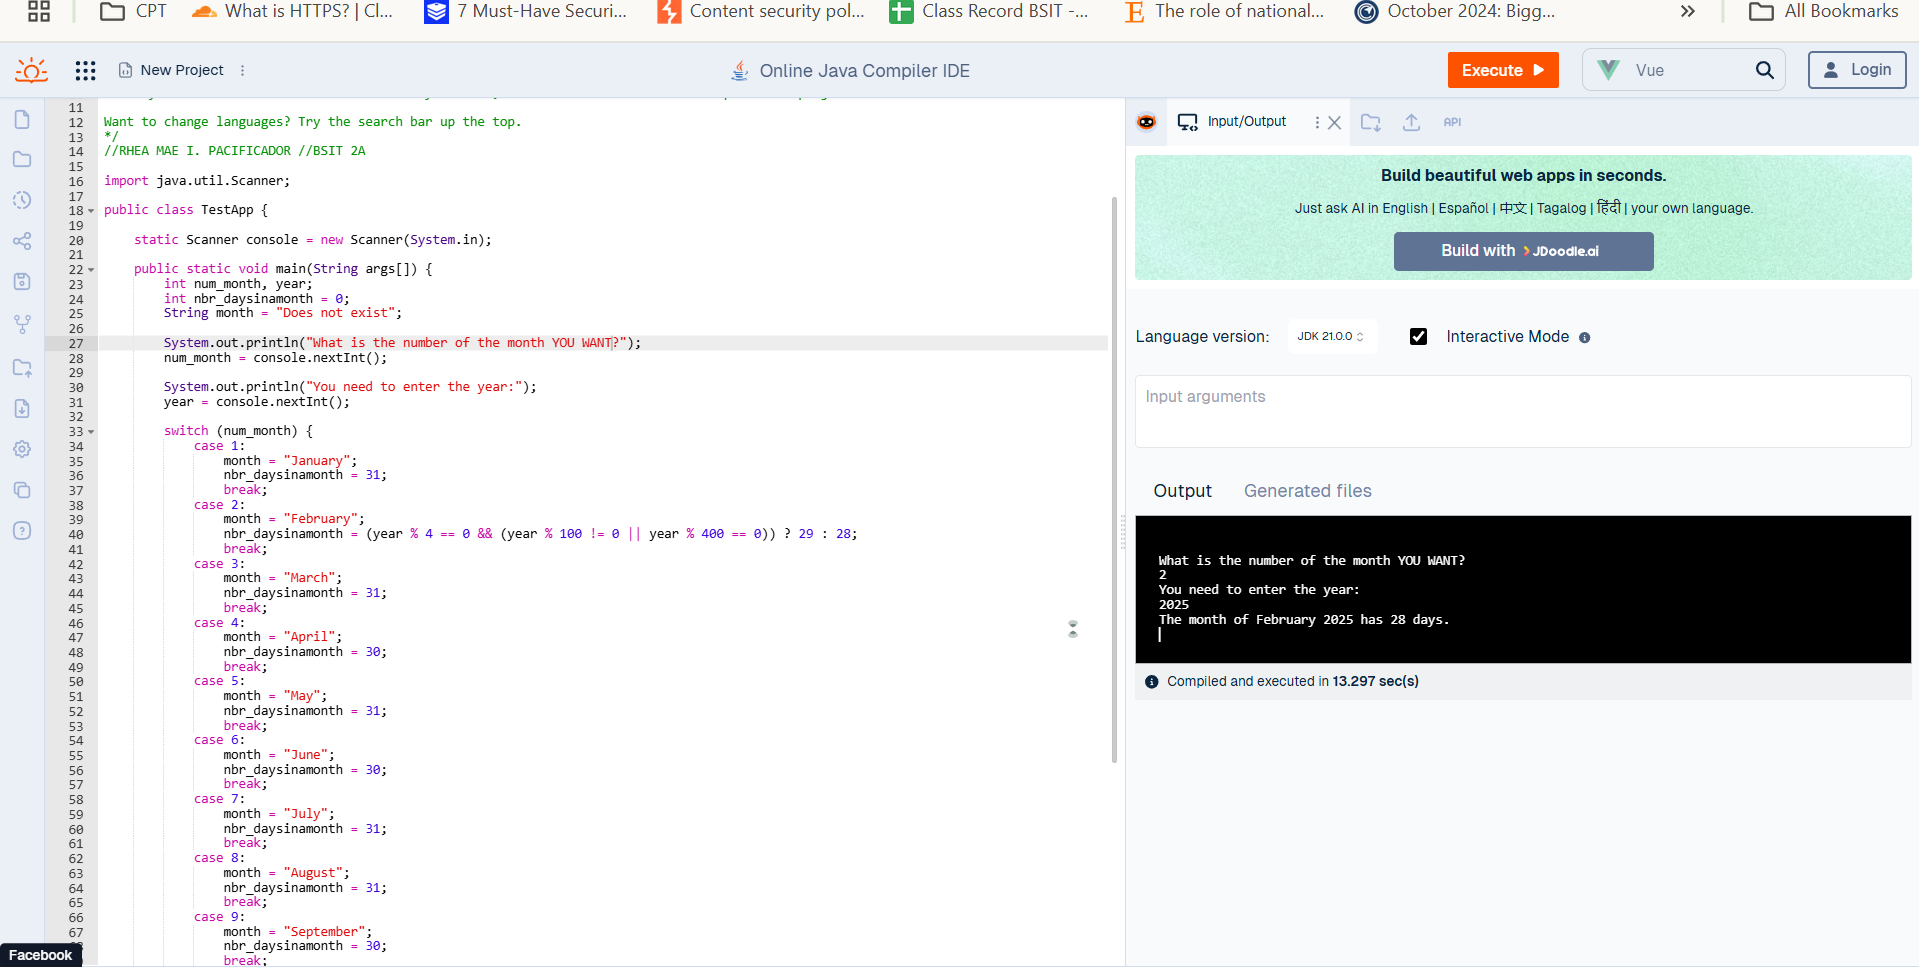 CPT
What is HTTPS? | Cl...
7 Must-Have Securi...
Content security pol...
Class Record BSIT -...
The role of national...
October 2024: Bigg...
All Bookmarks
New Project
Online Java Compiler IDE
Execute
Vue
Login
11
12 Want to change languages? Try the search bar up the top.
13 */
14 //RHEA MAE I. PACIFICADOR //BSIT 2A
15
16 import java.util.Scanner;
17
18 public class TestApp {
19
20 static Scanner console = new Scanner(System.in);
21
22 public static void main(String args[]) {
23 int num_month, year;
24 int nbr_daysinamonth = 0;
25 String month = "Does not exist";
26
27 System.out.println("What is the number of the month YOU WANT?");
28 num_month = console.nextInt();
29
30 System.out.println("You need to enter the year:");
31 year = console.nextInt();
32
33 switch (num_month) {
34 case 1:
35 month = "January";
36 nbr_daysinamonth = 31;
37 break;
38 case 2:
39 month = "February";
40 nbr_daysinamonth = (year % 4 == 0 && (year % 100 != 0 || year % 400 == 0)) ? 29 : 28;
41 break;
42 case 3:
43 month = "March";
44 nbr_daysinamonth = 31;
45 break;
46 case 4:
47 month = "April";
48 nbr_daysinamonth = 30;
49 break;
50 case 5:
51 month = "May";
52 nbr_daysinamonth = 31;
53 break;
54 case 6:
55 month = "June";
56 nbr_daysinamonth = 30;
57 break;
58 case 7:
59 month = "July";
60 nbr_daysinamonth = 31;
61 break;
62 case 8:
63 month = "August";
64 nbr_daysinamonth = 31;
65 break;
66 case 9:
67 month = "September";
nbr_daysinamonth = 30;
break;
Facebook
Input/Output
API
Build beautiful web apps in seconds.
Just ask AI in English | Español | 中文 | Tagalog | हिंदी | your own language.
Build with JDoodle.ai
Language version: JDK 21.0.0 Interactive Mode
Input arguments
Output Generated files
What is the number of the month YOU WANT?
2
You need to enter the year:
2025
The month of February 2025 has 28 days.
Compiled and executed in 13.297 sec(s)